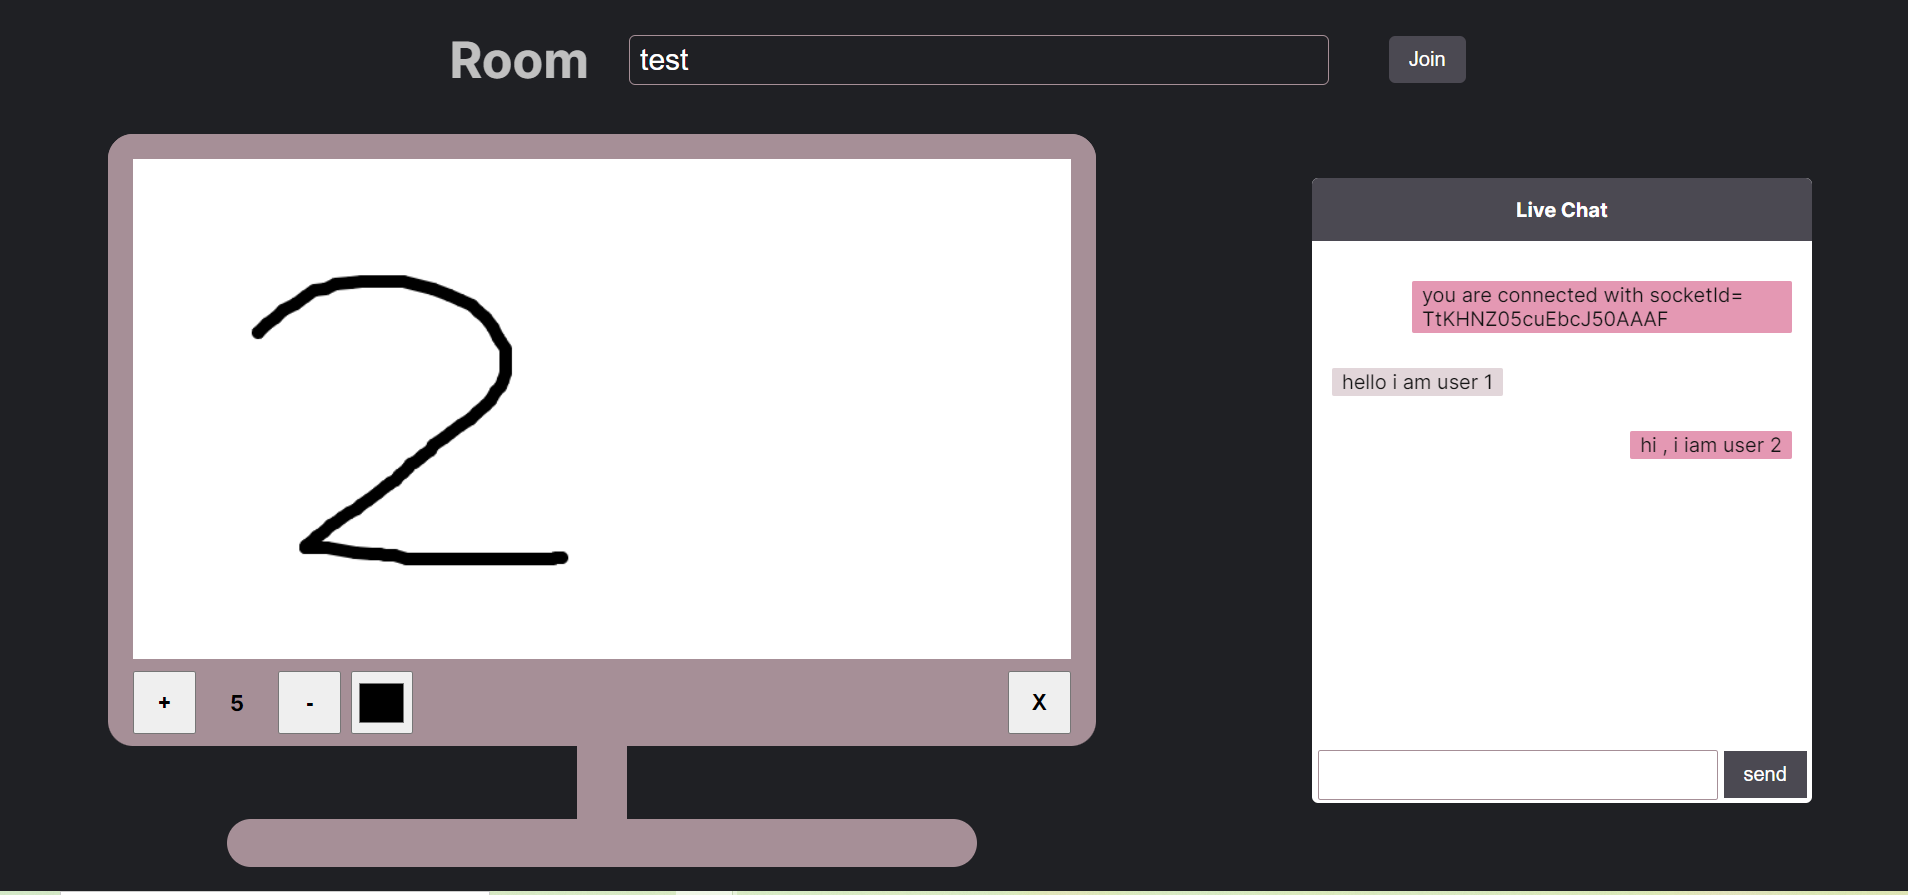 Room
test
Join
2
+
5
-
X
Live Chat
you are connected with socketId=
TtKHNZ05cuEbcJ50AAAF
hello i am user 1
hi , i iam user 2
send